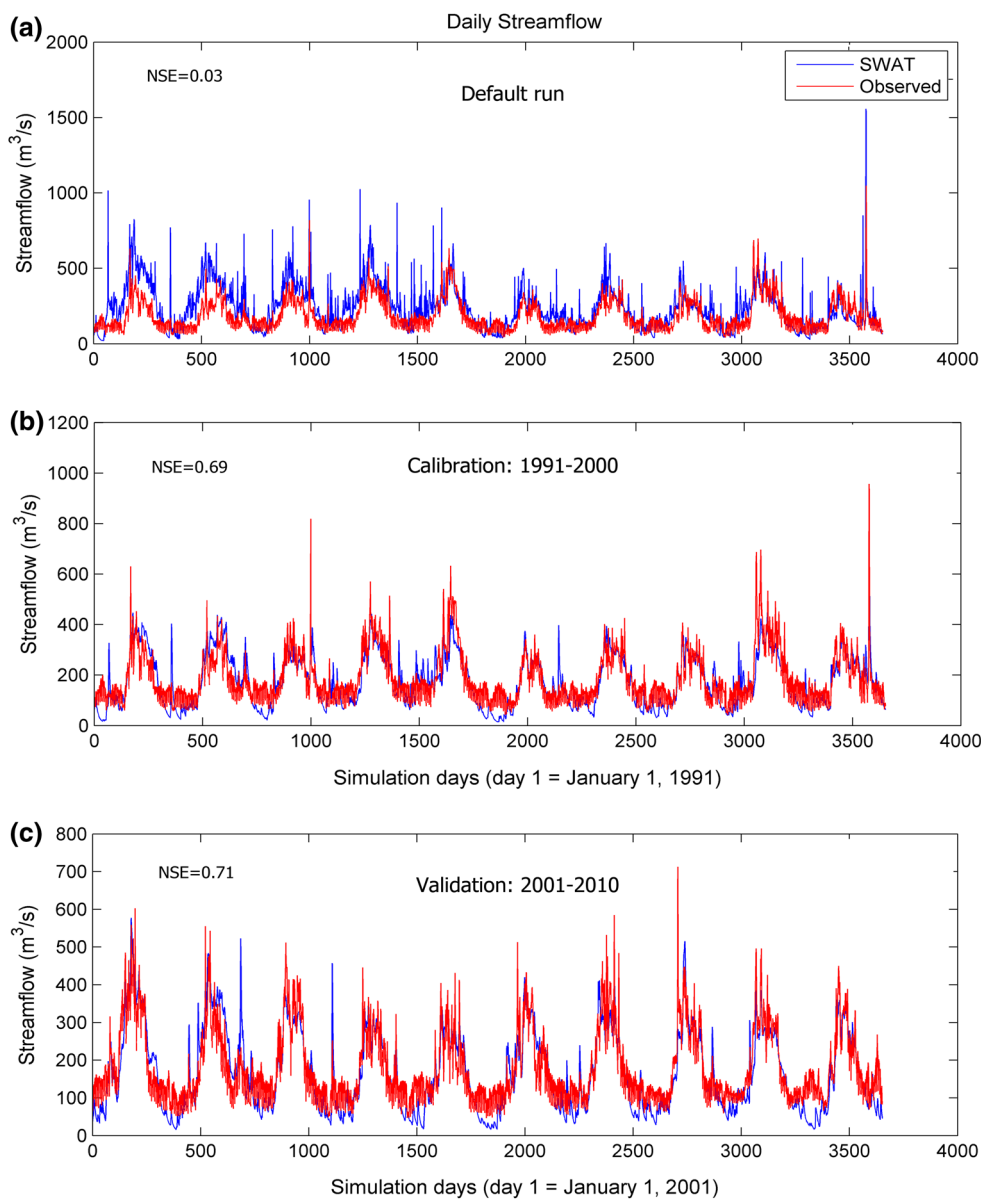 (a)
Daily Streamflow
2000
1500
1000
500
0
Streamflow (m³/s)
NSE=0.03
Default run
SWAT
Observed
0 500 1000 1500 2000 2500 3000 3500 4000
(b)
1200
1000
800
600
400
200
0
Streamflow (m³/s)
NSE=0.69
Calibration: 1991-2000
0 500 1000 1500 2000 2500 3000 3500 4000
Simulation days (day 1 = January 1, 1991)
(c)
800
700
600
500
400
300
200
100
0
Streamflow (m³/s)
NSE=0.71
Validation: 2001-2010
0 500 1000 1500 2000 2500 3000 3500 4000
Simulation days (day 1 = January 1, 2001)